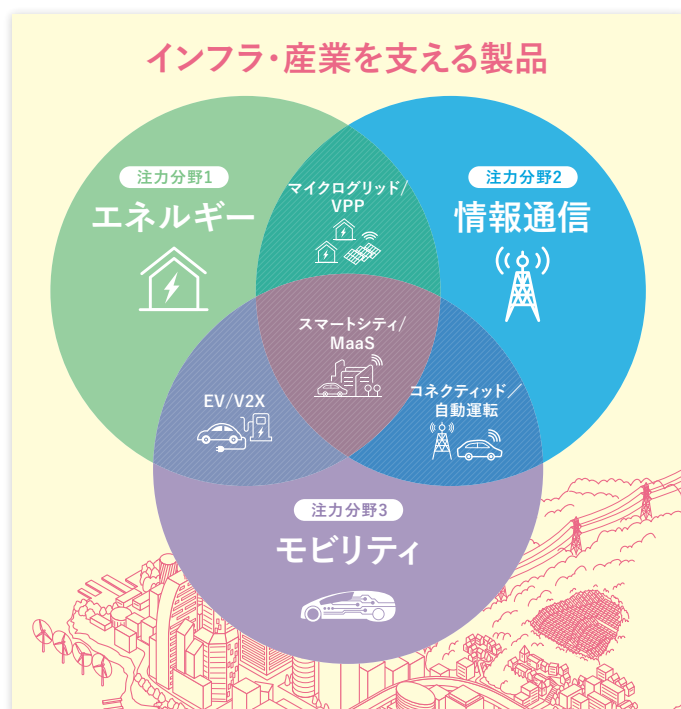 インフラ・産業を支える製品
注力分野1
エネルギー
注力分野2
情報通信
マイクログリッド/
VPP
スマートシティ/
MaaS
EV/V2X
コネクティッド／
自動運転
注力分野3
モビリティ